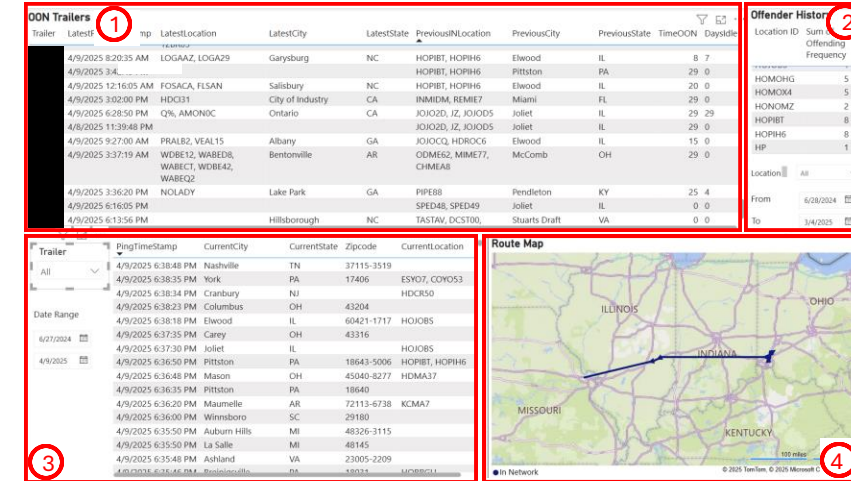 OON Trailers
1
Trailer LatestP mp LatestLocation LatestCity LatestState PreviousINLocation PreviousCity PreviousState TimeOON DaysIdle
4/9/2025 8:20:35 AM LOGAAZ, LOGA29 Garysburg NC HOPIBT, HOPIH6 Elwood IL 8 7
4/9/2025 3:4 HOPIBT, HOPIH6 Pittston PA 29 0
4/9/2025 12:16:05 AM FOSACA, FLSAN Salisbury NC HOPIBT, HOPIH6 Elwood IL 20 0
4/9/2025 3:02:00 PM HDCI31 City of Industry CA INMIDM, REMIE7 Miami FL 29 0
4/9/2025 6:28:50 PM Q%, AMON0C Ontario CA JOJO2D, JZ, JOJOD5 Joliet IL 29 29
4/8/2025 11:39:48 PM JOJO2D, JZ, JOJOD5 Joliet IL 29 0
4/9/2025 9:27:00 AM PRALB2, VEAL15 Albany GA JOJOCQ, HDROC6 Elwood IL 15 0
4/9/2025 3:37:19 AM WDBE12, WABED8, Bentonville AR ODME62, MIME77, McComb OH 29 0
WABECT, WDBE42, CHMEA8
WABEQ2
4/9/2025 3:36:20 PM NOLADY Lake Park GA PIPE88 Pendleton KY 25 4
4/9/2025 6:16:05 PM SPED48, SPED49 Joliet IL 0 0
4/9/2025 6:13:56 PM Hillsborough NC TASTAV, DCST00, Stuarts Draft VA 0 0
Offender History
2
Location ID Sum o
Offending
Frequency
HOMOHG 5
HOMOX4 5
HONOMZ 2
HOPIBT 8
HOPIH6 8
HP 1
Location All
From 6/28/2024
To 3/4/2025
Trailer
All
Date Range
6/27/2024
4/9/2025
3
PingTimeStamp CurrentCity CurrentState Zipcode CurrentLocation
4/9/2025 6:38:48 PM Nashville TN 37115-3519
4/9/2025 6:38:35 PM York PA 17406 ESYO7, COYO53
4/9/2025 6:38:34 PM Cranbury NJ HDCR50
4/9/2025 6:38:23 PM Columbus OH 43204
4/9/2025 6:38:18 PM Elwood IL 60421-1717 HOJOBS
4/9/2025 6:37:35 PM Carey OH 43316
4/9/2025 6:37:30 PM Joliet IL HOJOBS
4/9/2025 6:36:50 PM Pittston PA 18643-5006 HOPIBT, HOPIH6
4/9/2025 6:36:48 PM Mason OH 45040-8277 HDMA37
4/9/2025 6:36:35 PM Pittston PA 18640
4/9/2025 6:36:20 PM Maumelle AR 72113-6738 KCMA7
4/9/2025 6:36:00 PM Winnsboro SC 29180
4/9/2025 6:35:50 PM Auburn Hills MI 48326-3115
4/9/2025 6:35:50 PM La Salle MI 48145
4/9/2025 6:35:48 PM Ashland VA 23005-2209
Route Map
ILLINOIS
OHIO
INDIANA
MISSOURI
KENTUCKY
100 miles
4
In Network
© 2025 TomTom, © 2025 Microsoft C